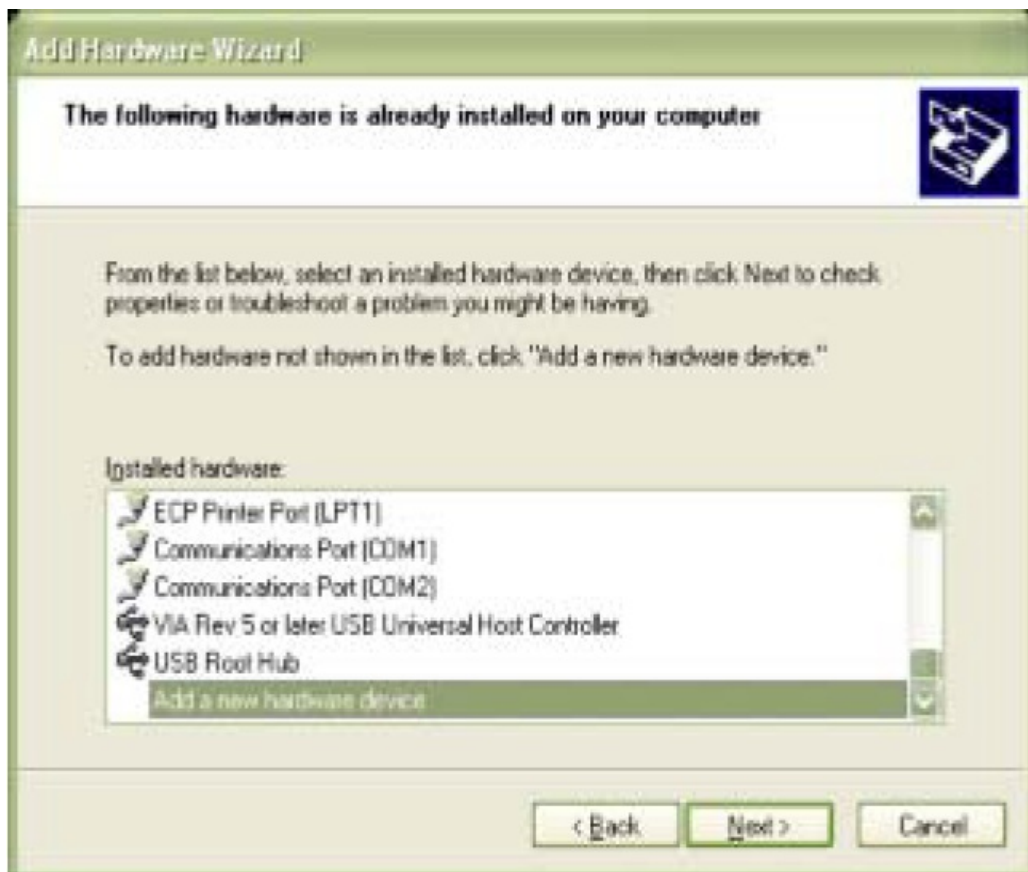 Add Hardware Wizard
The following hardware is already installed on your computer
From the list below, select an installed hardware device, then click Next to check
properties or troubleshoot a problem you might be having.
To add hardware not shown in the list, click "Add a new hardware device."
Installed hardware:
ECP Printer Port (LPT1)
Communications Port (COM1)
Communications Port (COM2)
VIA Rev 5 or later USB Universal Host Controller
USB Root Hub
Add a new hardware device
< Back Next > Cancel